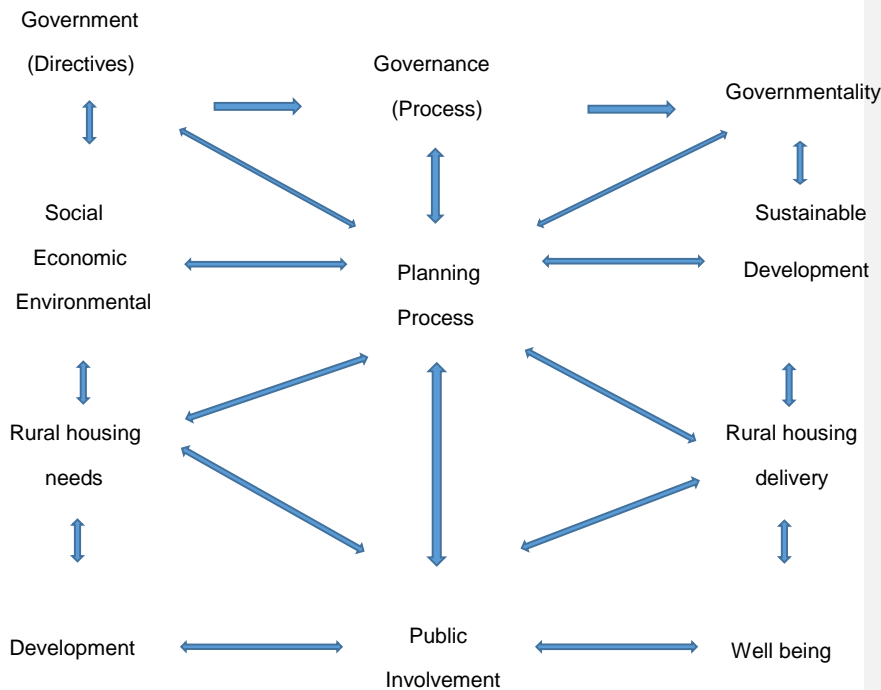 Government
(Directives)
Governance
(Process)
Governmentality
Social
Economic
Environmental
Planning
Process
Sustainable
Development
Rural housing
needs
Rural housing
delivery
Development
Public
Involvement
Well being